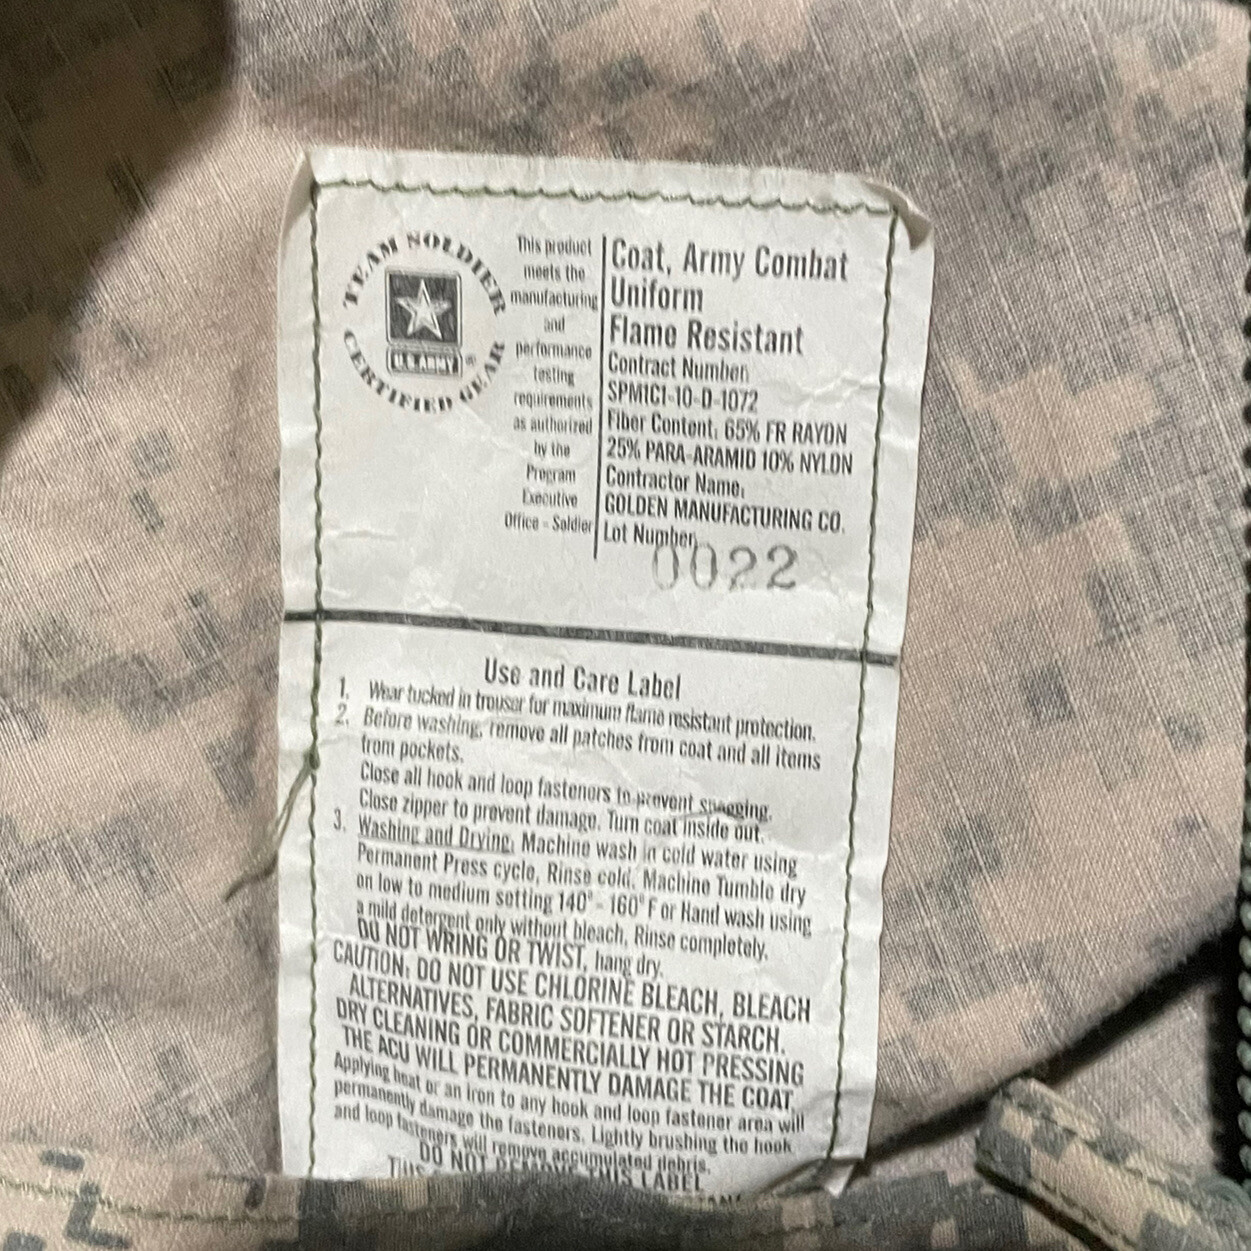 TEAM SOLDIER
CERTIFIED GEAR
U.S.ARMY®
This product
meets the
manufacturing
and
performance
testing
requirements
as authorized
by the
Program
Executive
Office - Soldier
Coat, Army Combat
Uniform
Flame Resistant
Contract Number:
SPM1C1-10-D-1072
Fiber Content: 65% FR RAYON
25% PARA-ARAMID 10% NYLON
Contractor Name:
GOLDEN MANUFACTURING CO.
Lot Number:
0022
Use and Care Label
1. Wear tucked in trouser for maximum flame resistant protection.
2. Before washing, remove all patches from coat and all items
from pockets.
Close all hook and loop fasteners to prevent snagging.
Close zipper to prevent damage. Turn coat inside out.
3. Washing and Drying: Machine wash in cold water using
Permanent Press cycle, Rinse cold. Machine Tumble dry
on low to medium setting 140° - 160° F or Hand wash using
a mild detergent only without bleach, Rinse completely.
DO NOT WRING OR TWIST, hang dry.
CAUTION: DO NOT USE CHLORINE BLEACH, BLEACH
ALTERNATIVES, FABRIC SOFTENER OR STARCH.
DRY CLEANING OR COMMERCIALLY HOT PRESSING
THE ACU WILL PERMANENTLY DAMAGE THE COAT.
Applying heat or an iron to any hook and loop fastener area will
permanently damage the fasteners. Lightly brushing the hook
and loop fasteners will remove accumulated debris.
DO NOT REMOVE THIS LABEL